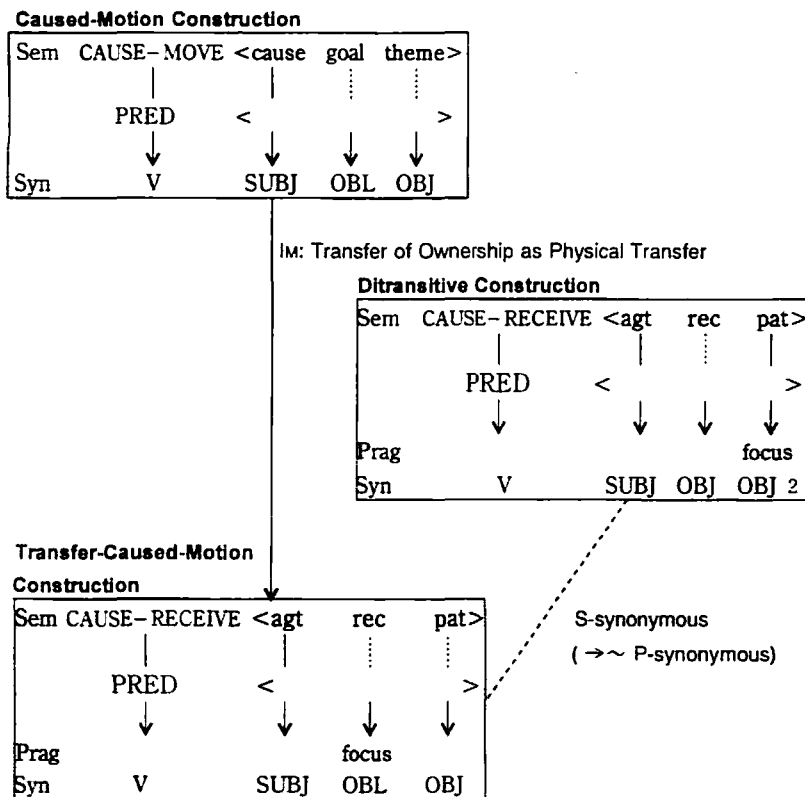 Caused-Motion Construction
Sem CAUSE-MOVE <cause goal theme>
PRED < >
Syn V SUBJ OBL OBJ
IM: Transfer of Ownership as Physical Transfer
Ditransitive Construction
Sem CAUSE-RECEIVE <agt rec pat>
PRED < >
Prag focus
Syn V SUBJ OBJ OBJ 2
Transfer-Caused-Motion
Construction
Sem CAUSE-RECEIVE <agt rec pat>
PRED < >
Prag focus
Syn V SUBJ OBL OBJ
S-synonymous
( →~ P-synonymous)